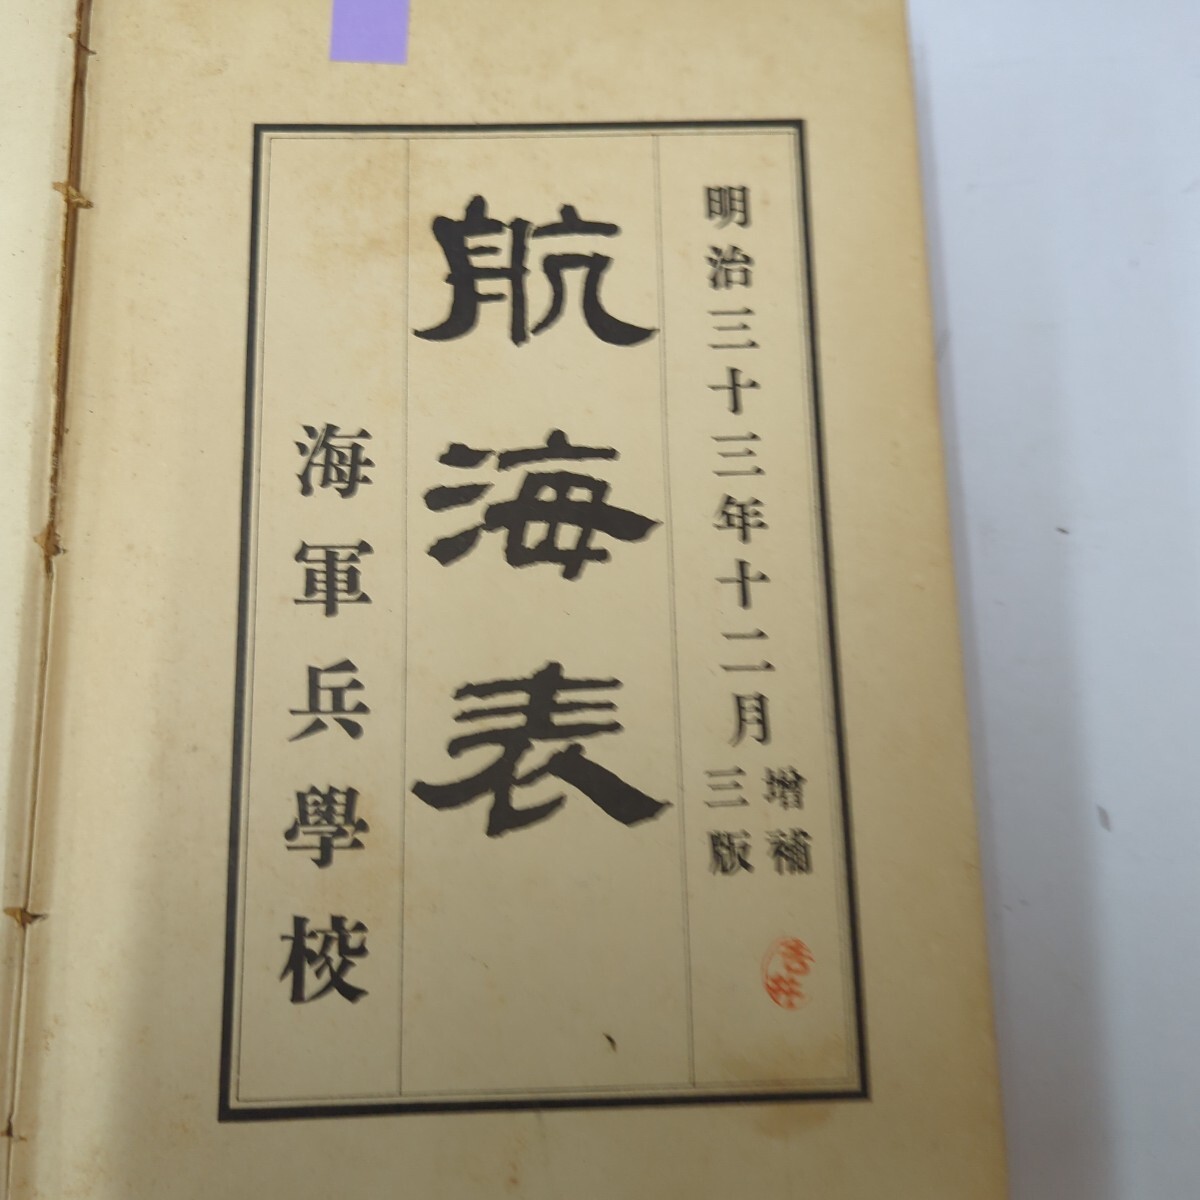 明治三十三年十二月
增補
三版
航海表
海軍兵學校